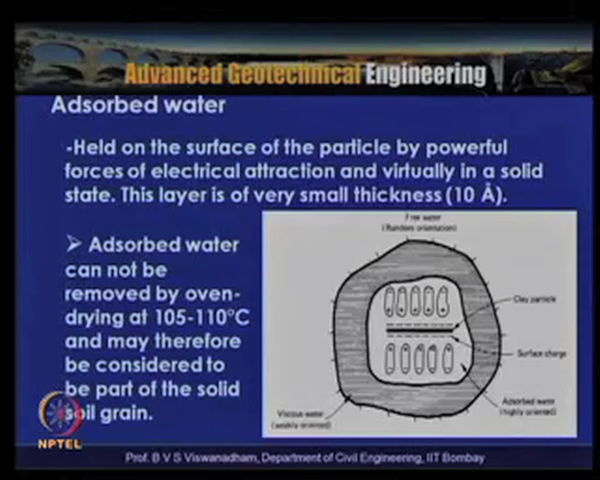 Advanced Geotechnical Engineering
Adsorbed water
-Held on the surface of the particle by powerful
forces of electrical attraction and virtually in a solid
state. This layer is of very small thickness (10 Å).
➢ Adsorbed water
can not be
removed by oven-
drying at 105-110°C
and may therefore
be considered to
be part of the solid
soil grain.
Free water
(Random orientation)
Clay particle
Surface charge
Adsorbed water
(highly oriented)
Viscous water
(weakly oriented)
NPTEL
Prof. B V S Viswanadham, Department of Civil Engineering, IIT Bombay